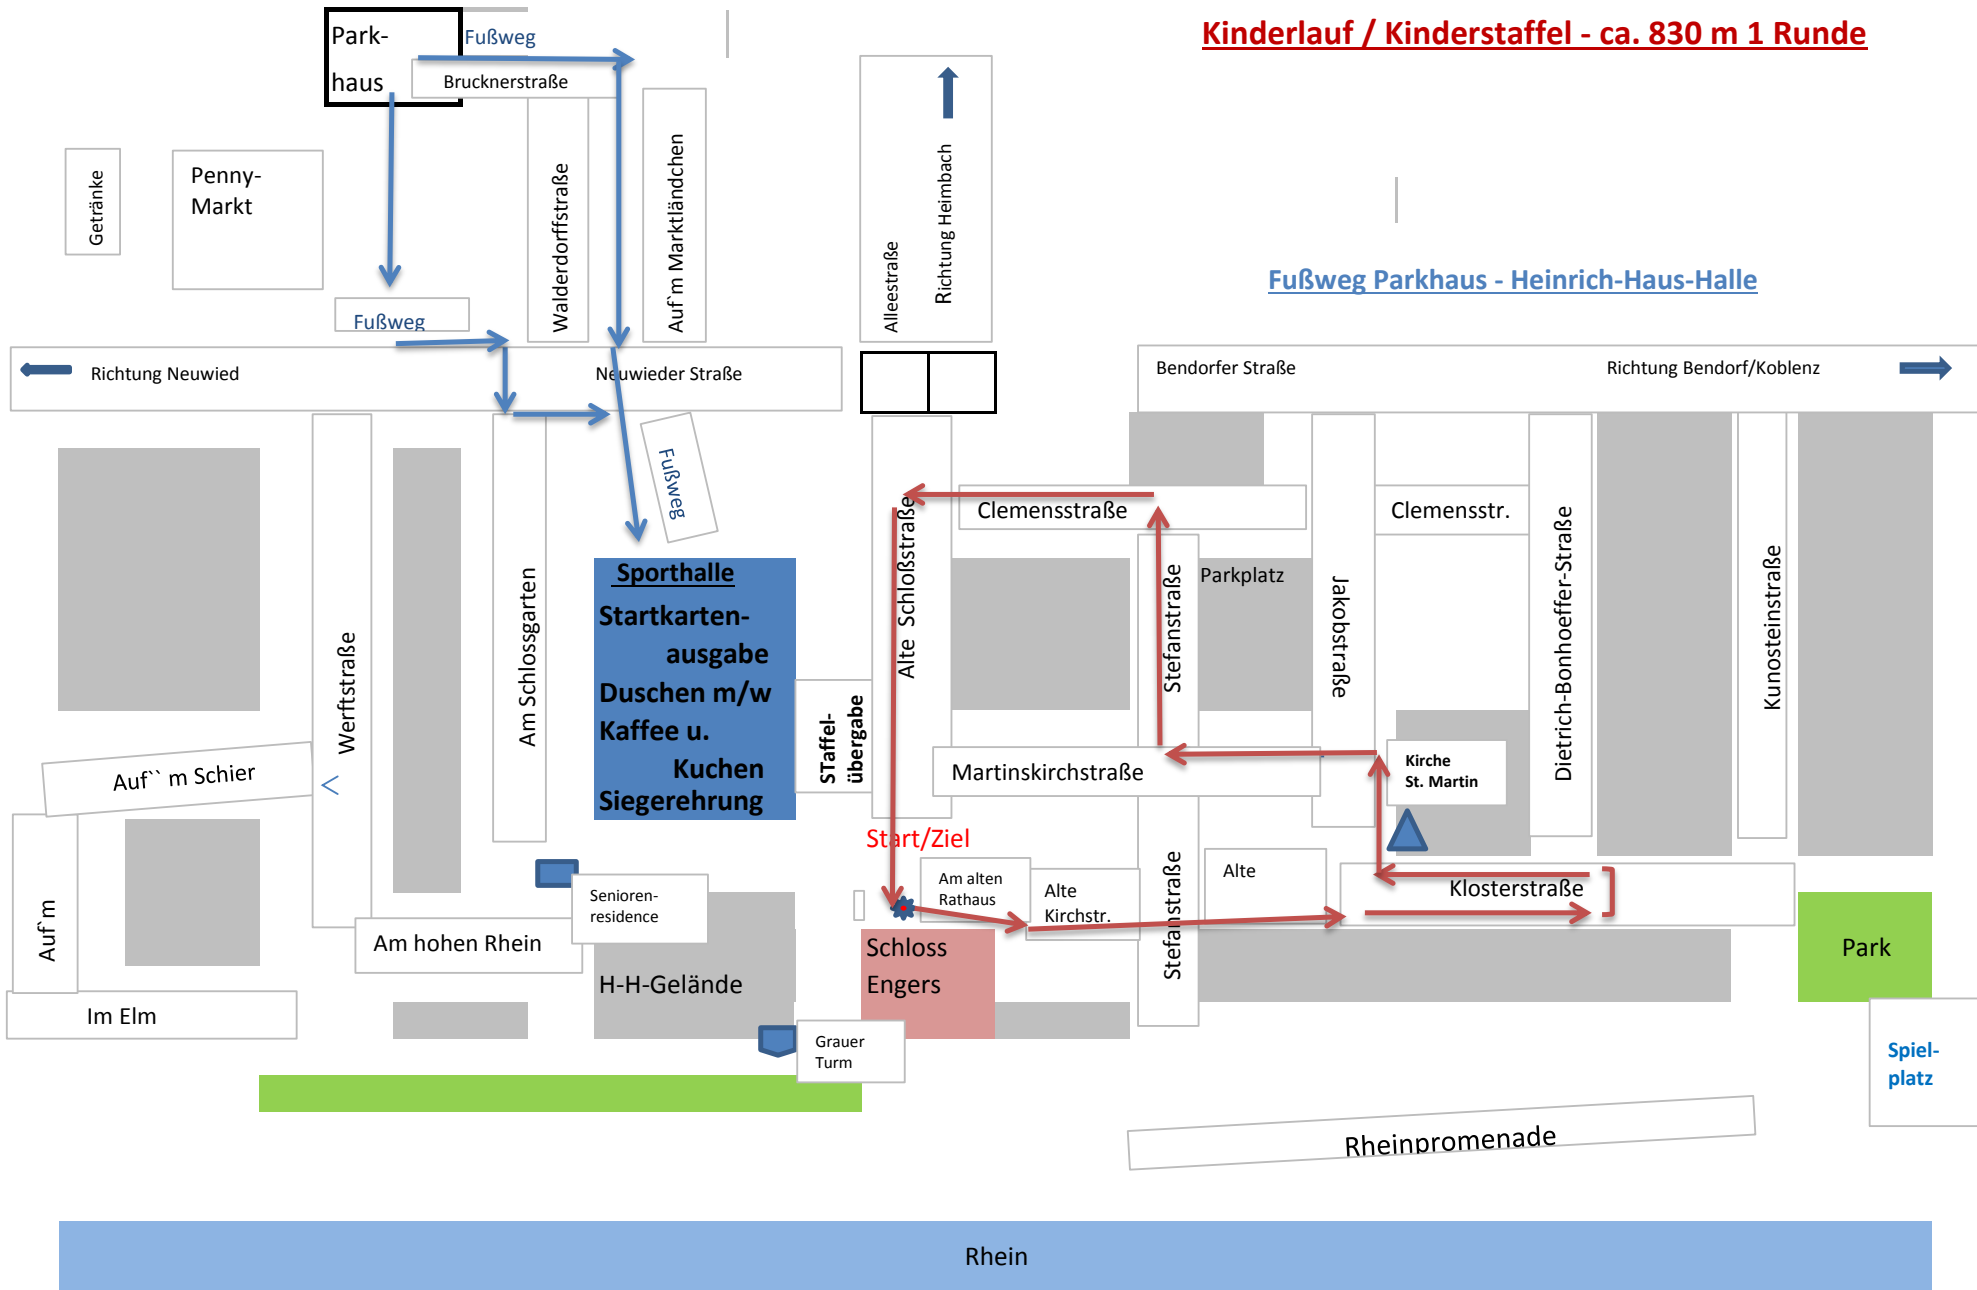 Kinderlauf / Kinderstaffel - ca. 830 m 1 Runde
Park-
haus
Fußweg
Brucknerstraße
Getränke
Penny-
Markt
Walderdorffstraße
Auf`m Marktländchen
Alleestraße
Richtung Heimbach
Fußweg Parkhaus - Heinrich-Haus-Halle
Fußweg
Richtung Neuwied
Neuwieder Straße
Bendorfer Straße
Richtung Bendorf/Koblenz
Fußweg
Clemensstraße
Clemensstr.
Werftstraße
Am Schlossgarten
Sporthalle
Startkarten-
ausgabe
Duschen m/w
Kaffee u.
Kuchen
Siegerehrung
STaffel-
übergabe
Alte Schloßstraße
Stefanstraße
Parkplatz
Jakobstraße
Dietrich-Bonhoeffer-Straße
Kunosteinstraße
Auf`` m Schier
Martinskirchstraße
Kirche
St. Martin
Start/Ziel
Auf`m
Senioren-
residence
Am alten
Rathaus
Alte
Kirchstr.
Stefanstraße
Alte
Klosterstraße
Am hohen Rhein
H-H-Gelände
Schloss
Engers
Park
Im Elm
Grauer
Turm
Spiel-
platz
Rheinpromenade
Rhein